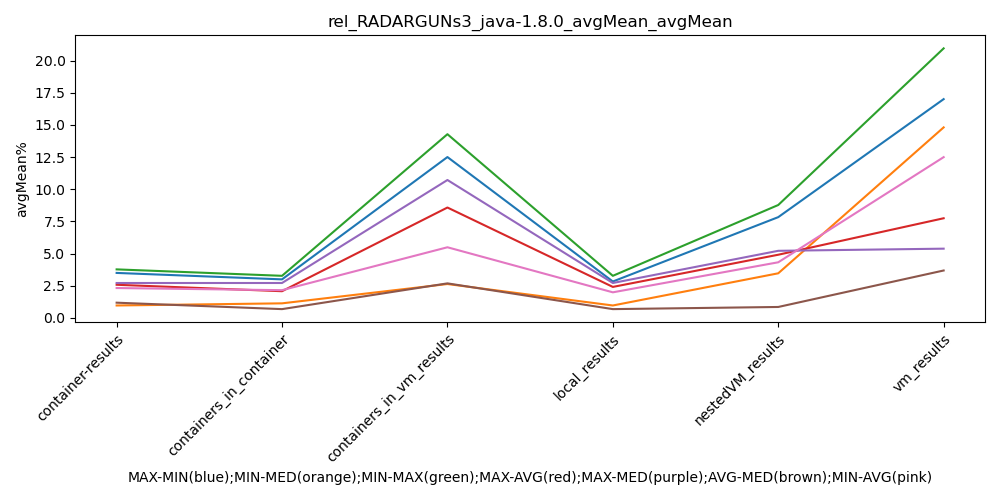 rel_RADARGUNs3_java-1.8.0_avgMean_avgMean
avgMean%
20.0
17.5
15.0
12.5
10.0
7.5
5.0
2.5
0.0
container-results
containers_in_container
containers_in_vm_results
local_results
nestedVM_results
vm_results
MAX-MIN(blue);MIN-MED(orange);MIN-MAX(green);MAX-AVG(red);MAX-MED(purple);AVG-MED(brown);MIN-AVG(pink)